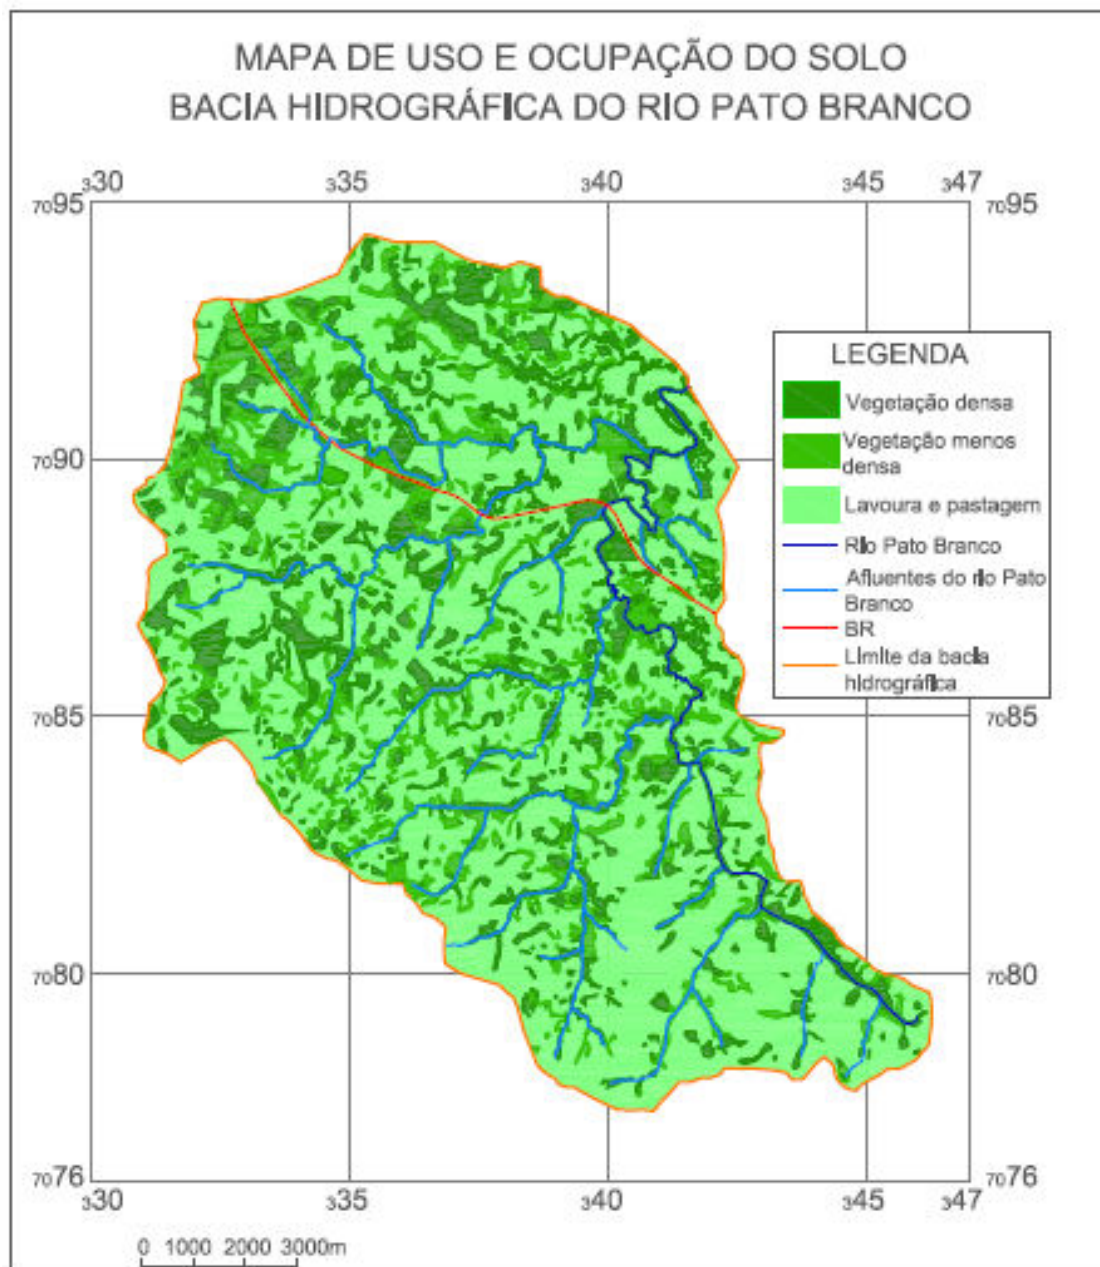 MAPA DE USO E OCUPAÇÃO DO SOLO
BACIA HIDROGRÁFICA DO RIO PATO BRANCO
330 335 340 345 347
7095 7095
LEGENDA
Vegetação densa
Vegetação menos
densa
Lavoura e pastagem
Rio Pato Branco
Afluentes do rio Pato
Branco
BR
Limite da bacia
hidrográfica
7090
7085 7085
7080 7080
7076 7076
330 335 340 345 347
0 1000 2000 3000m